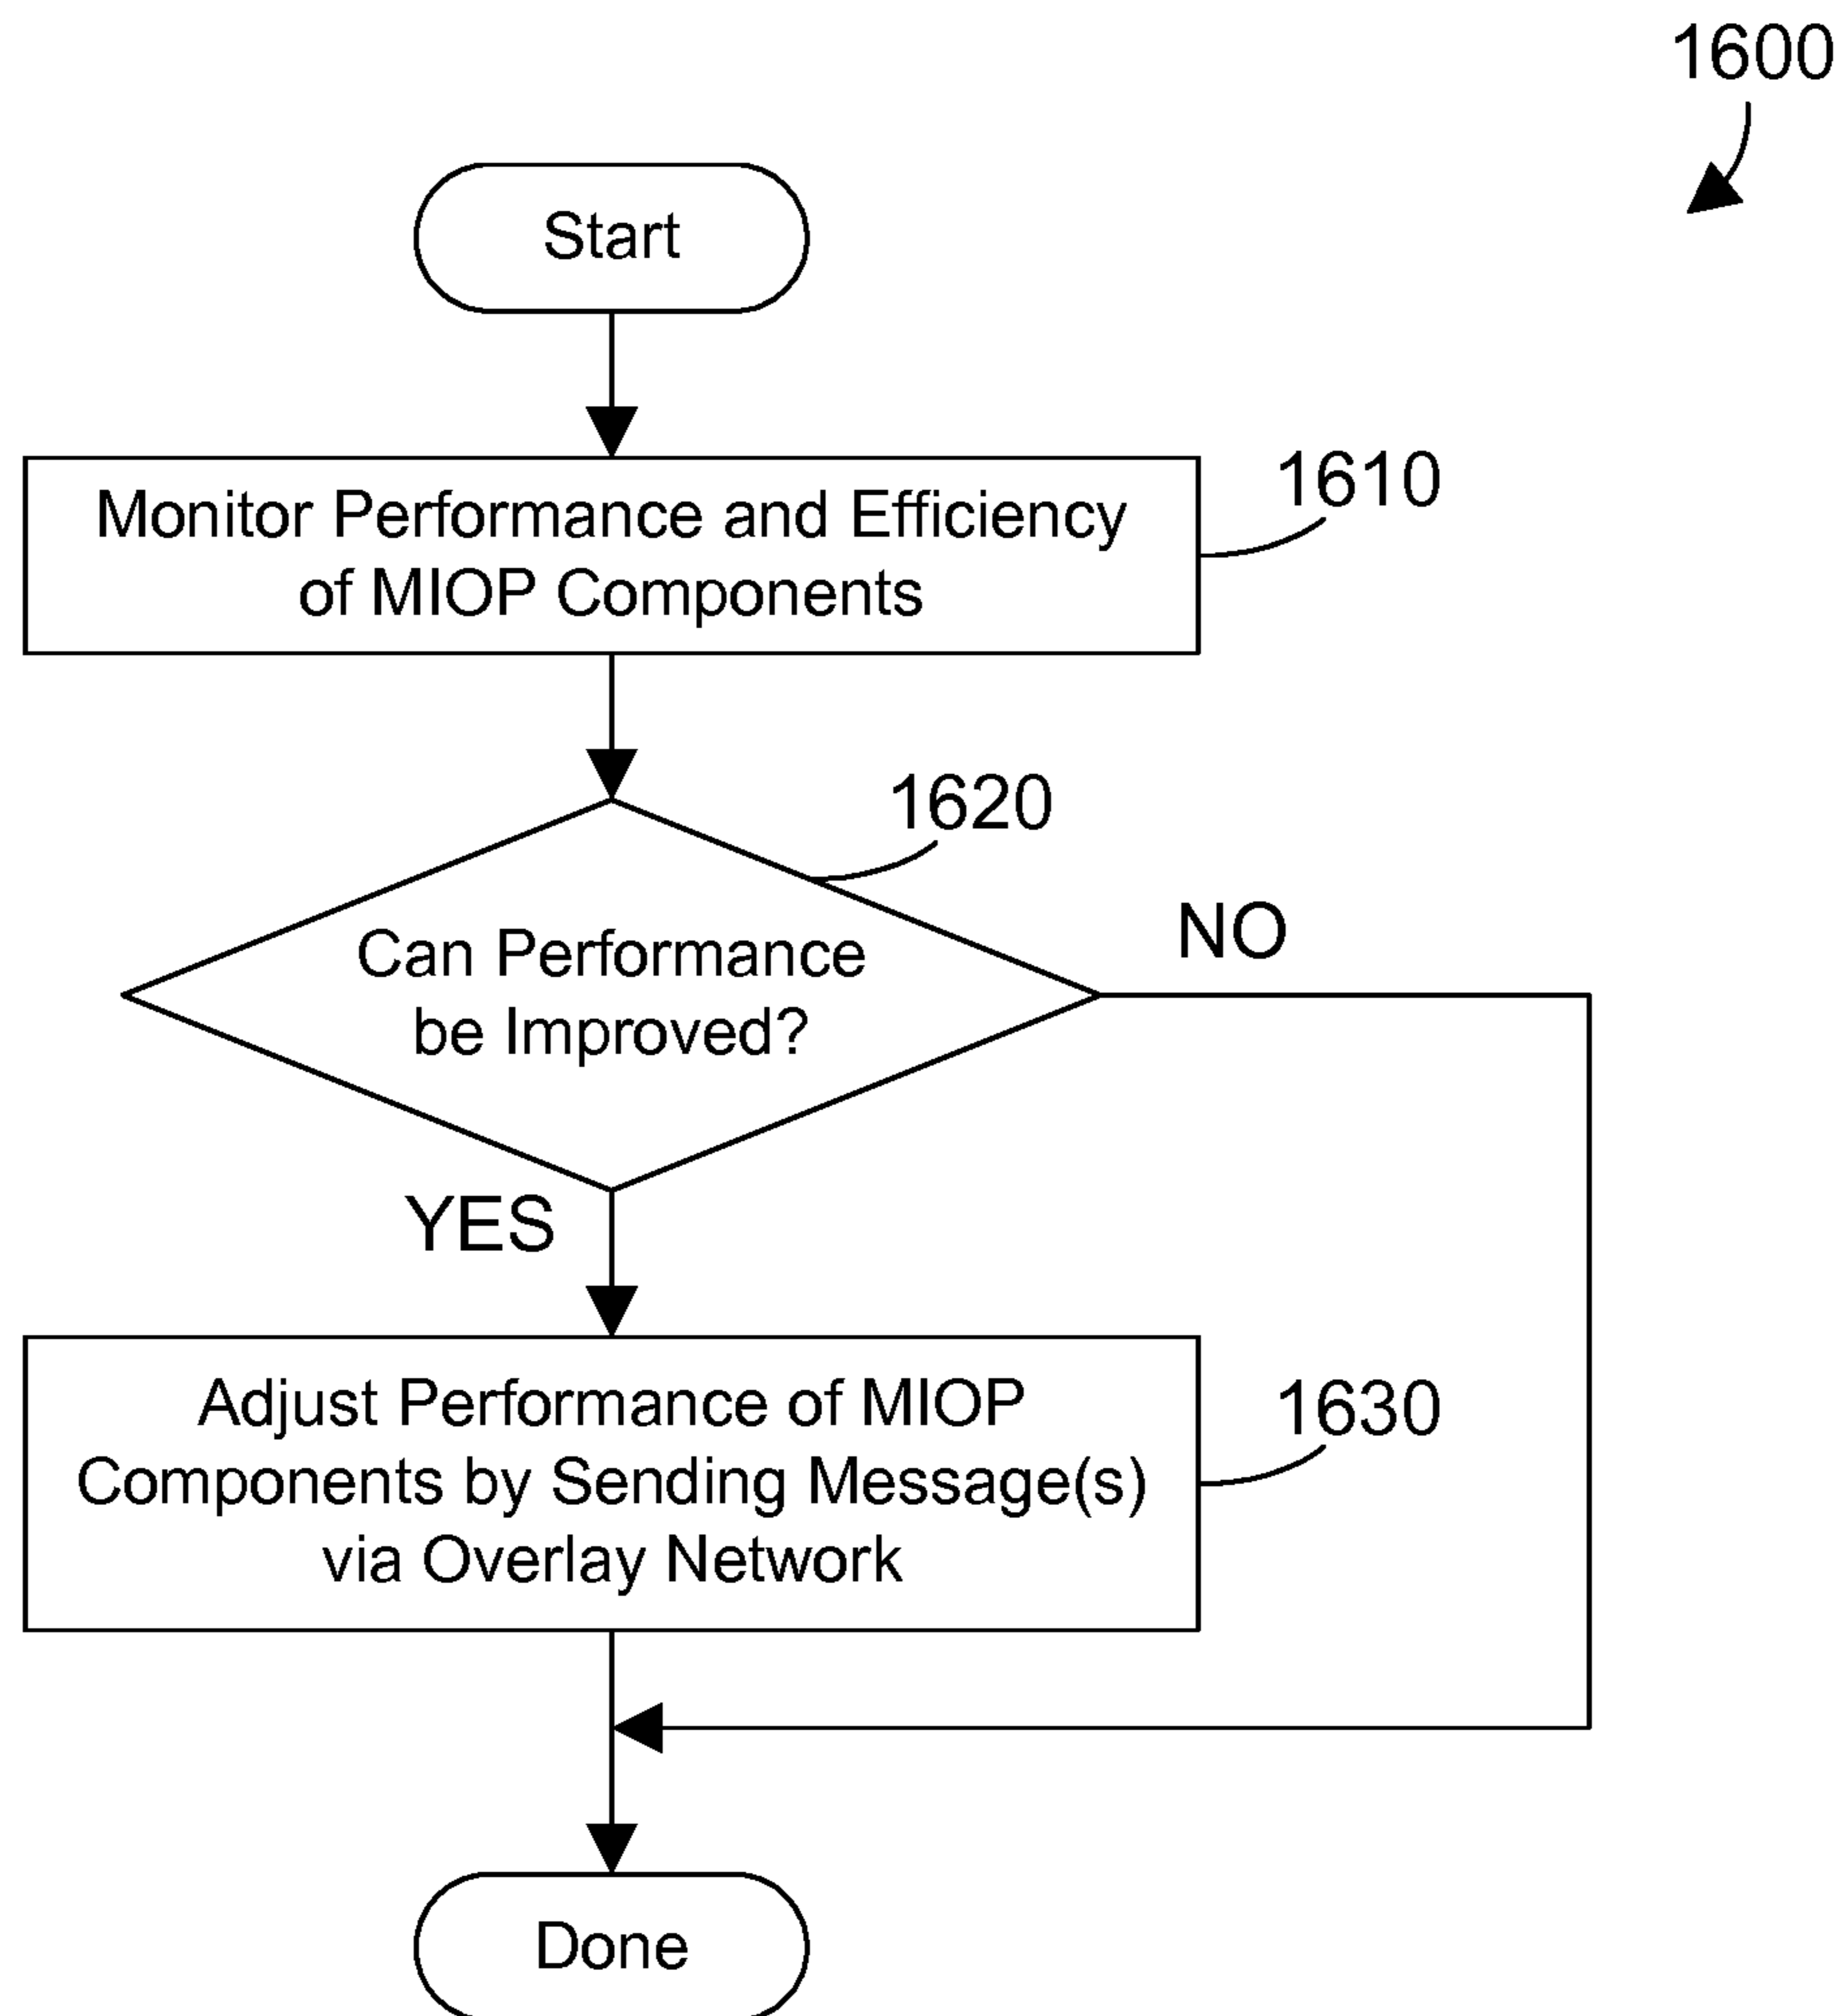 1600
Start
Monitor Performance and Efficiency
of MIOP Components
1610
1620
Can Performance
be Improved?
NO
YES
Adjust Performance of MIOP
Components by Sending Message(s)
via Overlay Network
1630
Done